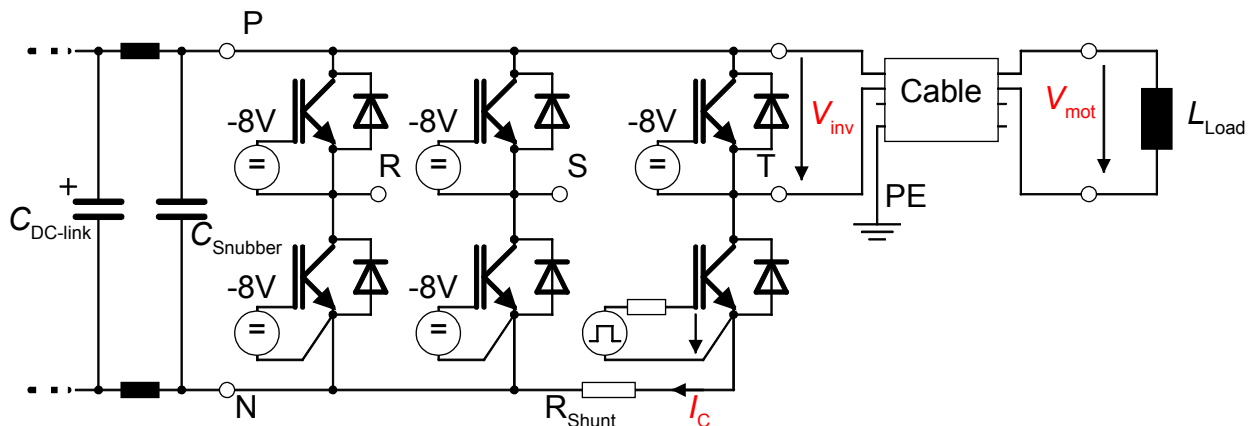 P
-8V
-8V
-8V
=
=
=
R
S
T
V inv
Cable
V mot
L Load
PE
+
C DC-link
C Snubber
-8V
-8V
=
=
N
R Shunt
I C